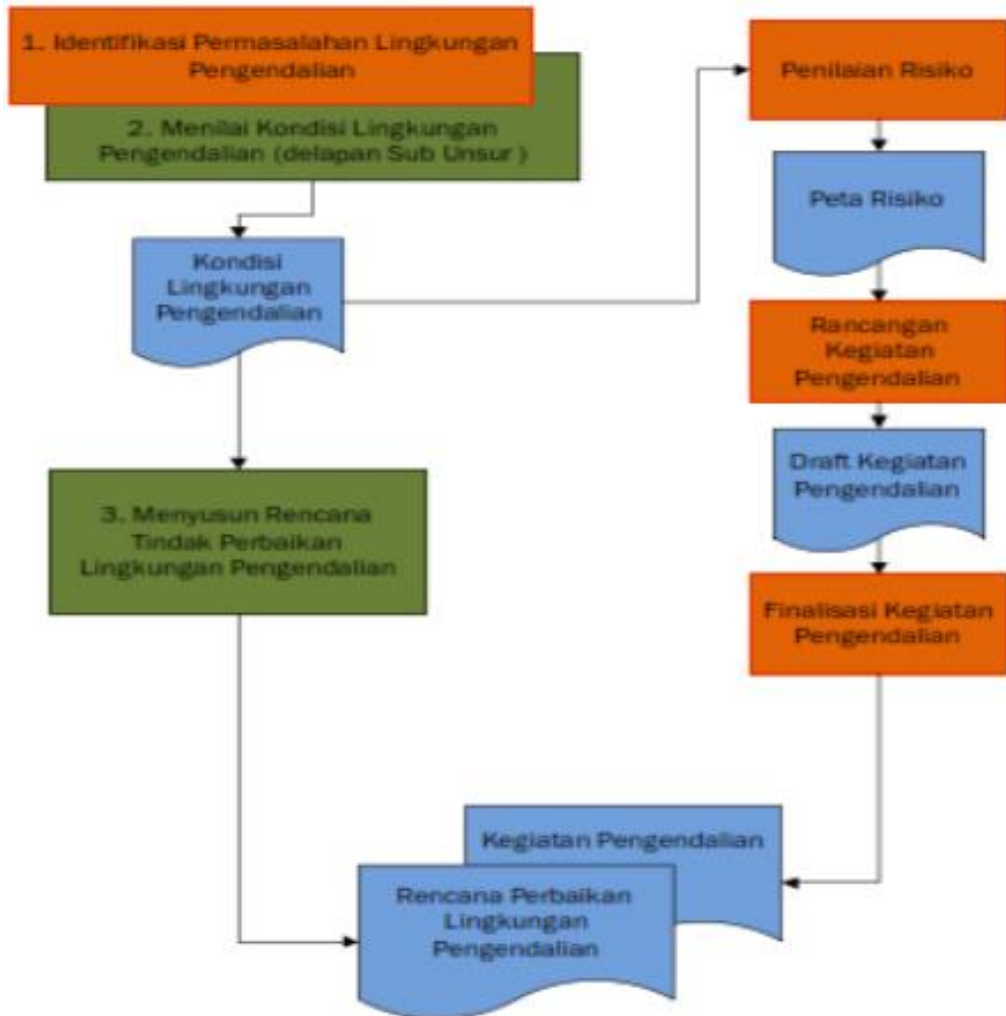 1. Identifikasi Permasalahan Lingkungan
Pengendalian
2. Menilai Kondisi Lingkungan
Pengendalian (delapan Sub Unsur )
Kondisi
Lingkungan
Pengendalian
3. Menyusun Rencana
Tindak Perbaikan
Lingkungan Pengendalian
Penilaian Risiko
Peta Risiko
Rancangan
Kegiatan
Pengendalian
Draft Kegiatan
Pengendalian
Finalisasi Kegiatan
Pengendalian
Kegiatan Pengendalian
Rencana Perbaikan
Lingkungan
Pengendalian